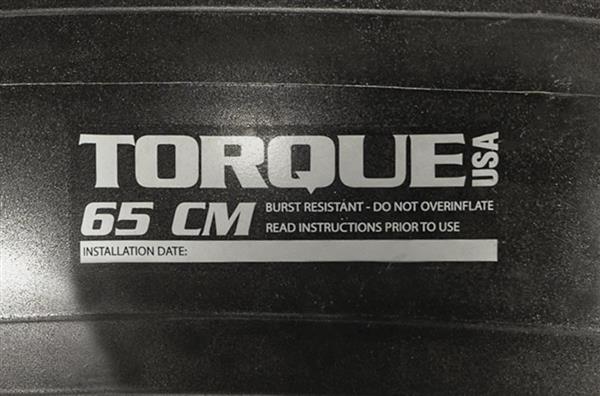 TORQUE USA
65 CM BURST RESISTANT - DO NOT OVERINFLATE
READ INSTRUCTIONS PRIOR TO USE
INSTALLATION DATE: